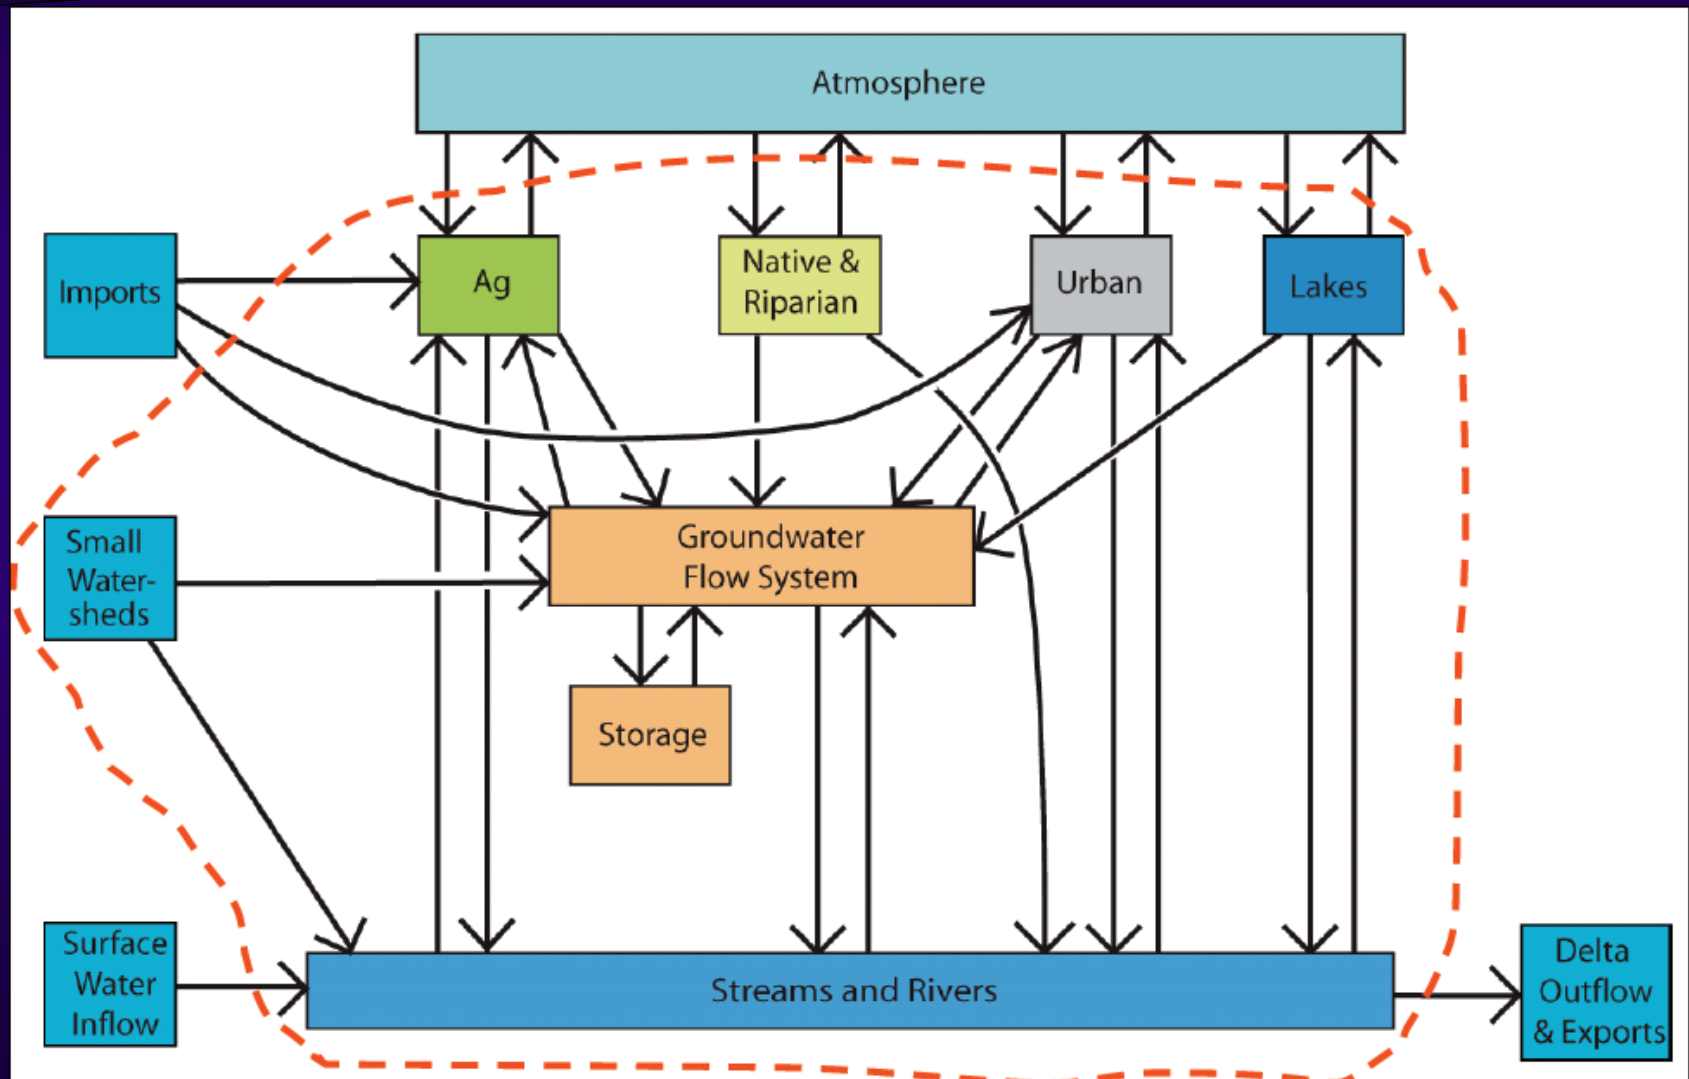 Atmosphere
Imports
Ag
Native &
Riparian
Urban
Lakes
Small
Water-
sheds
Groundwater
Flow System
Storage
Surface
Water
Inflow
Streams and Rivers
Delta
Outflow
& Exports